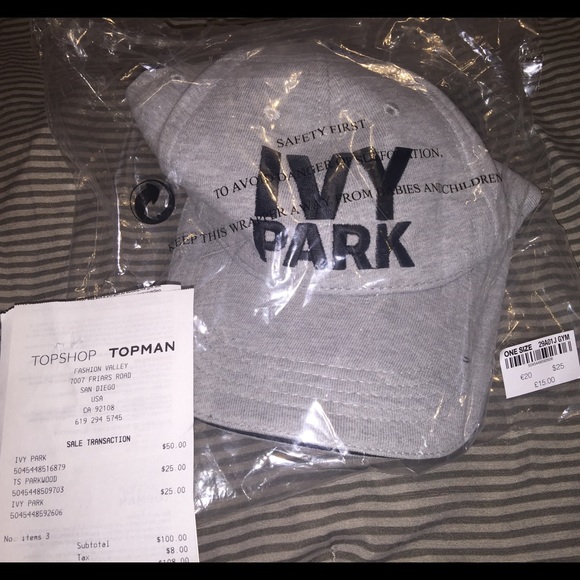 SAFETY FIRST
TO AVOID DANGER OF SUFFOCATION,
KEEP THIS WRAPPER AWAY FROM BABIES AND CHILDREN
IVY
PARK
ONE SIZE 29A01J GYM
€20 $25
£15.00
TOPSHOP TOPMAN
FASHION VALLEY
7007 FRIARS ROAD
SAN DIEGO
USA
CA 92108
619 294 5745
SALE TRANSACTION
IVY PARK $50.00
5045448516879
TS PARKWOOD $25.00
5045448509703
IVY PARK $25.00
5045448592606
No. items 3
Subtotal $100.00
Tax $8.00
$108.00